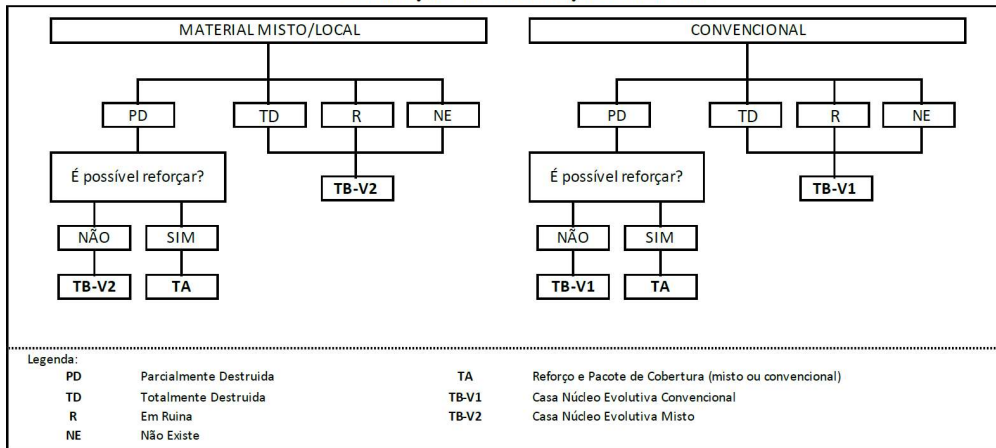 MATERIAL MISTO/LOCAL
PD TD R NE
É possível reforçar?
TB-V2
NÃO SIM
TB-V2 TA
CONVENCIONAL
PD TD R NE
É possível reforçar?
TB-V1
NÃO SIM
TB-V1 TA
Legenda:
PD Parcialmente Destruida
TD Totalmente Destruida
R Em Ruina
NE Não Existe
TA Reforço e Pacote de Cobertura (misto ou convencional)
TB-V1 Casa Núcleo Evolutiva Convencional
TB-V2 Casa Núcleo Evolutiva Misto